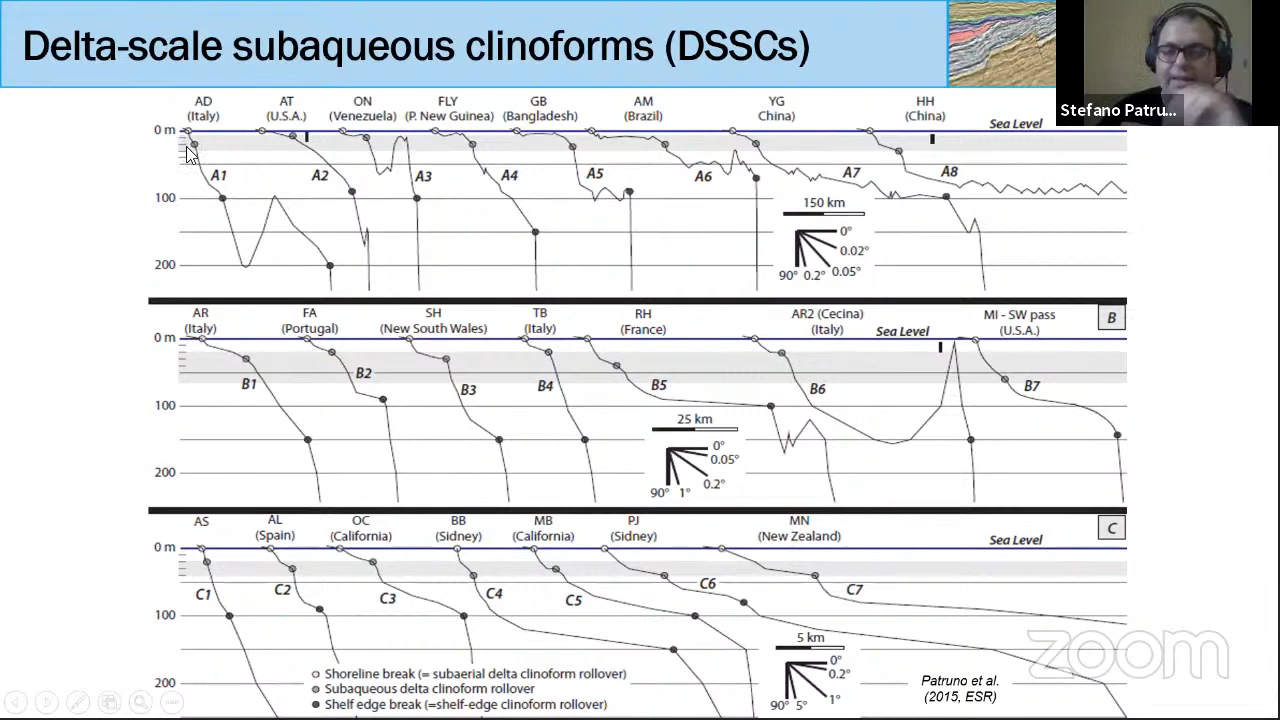 Delta-scale subaqueous clinoforms (DSSCs)
Stefano Patru...
AD
(Italy)
AT
(U.S.A.)
ON
(Venezuela)
FLY
(P. New Guinea)
GB
(Bangladesh)
AM
(Brazil)
YG
China)
HH
(China)
Sea Level
0 m
100
200
A1
A2
A3
A4
A5
A6
A7
A8
150 km
0°
0.02°
0.05°
0.2°
90°
B
AR
(Italy)
FA
(Portugal)
SH
(New South Wales)
TB
(Italy)
RH
(France)
AR2 (Cecina)
(Italy)
MI - SW pass
(U.S.A.)
Sea Level
0 m
100
200
B1
B2
B3
B4
B5
B6
B7
25 km
0°
0.05°
0.2°
90° 1°
C
AS
AL
(Spain)
OC
(California)
BB
(Sidney)
MB
(California)
PJ
(Sidney)
MN
(New Zealand)
Sea Level
0 m
100
200
C1
C2
C3
C4
C5
C6
C7
5 km
0°
0.2°
1°
90° 5°
Shoreline break (= subaerial delta clinoform rollover)
Subaqueous delta clinoform rollover
Shelf edge break (=shelf-edge clinoform rollover)
Patruno et al.
(2015, ESR)
zoom